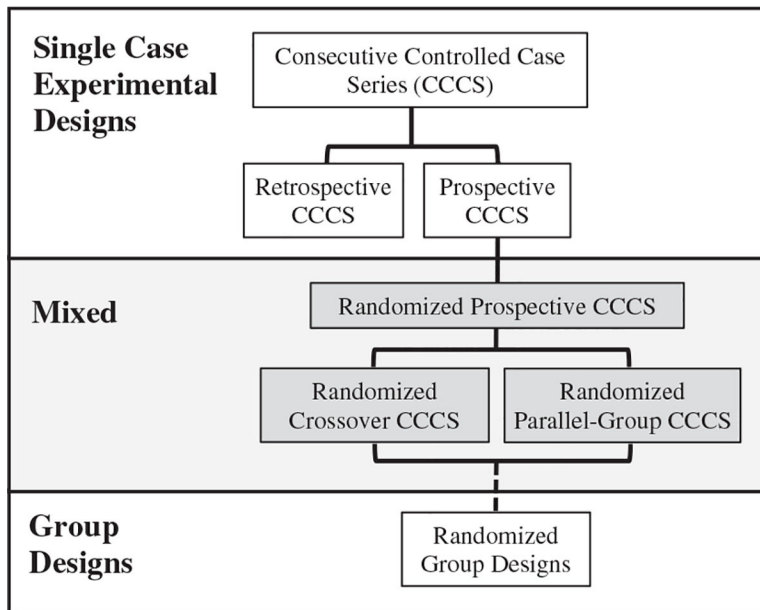 Single Case
Experimental
Designs
Consecutive Controlled Case
Series (CCCS)
Retrospective
CCCS
Prospective
CCCS
Mixed
Randomized Prospective CCCS
Randomized
Crossover CCCS
Randomized
Parallel-Group CCCS
Group
Designs
Randomized
Group Designs